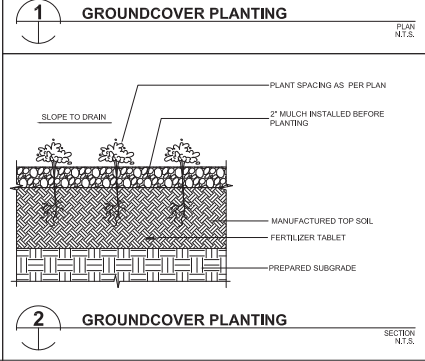 1 GROUNDCOVER PLANTING
PLAN
N.T.S.
PLANT SPACING AS PER PLAN
SLOPE TO DRAIN
2" MULCH INSTALLED BEFORE
PLANTING
MANUFACTURED TOP SOIL
FERTILIZER TABLET
PREPARED SUBGRADE
2 GROUNDCOVER PLANTING
SECTION
N.T.S.